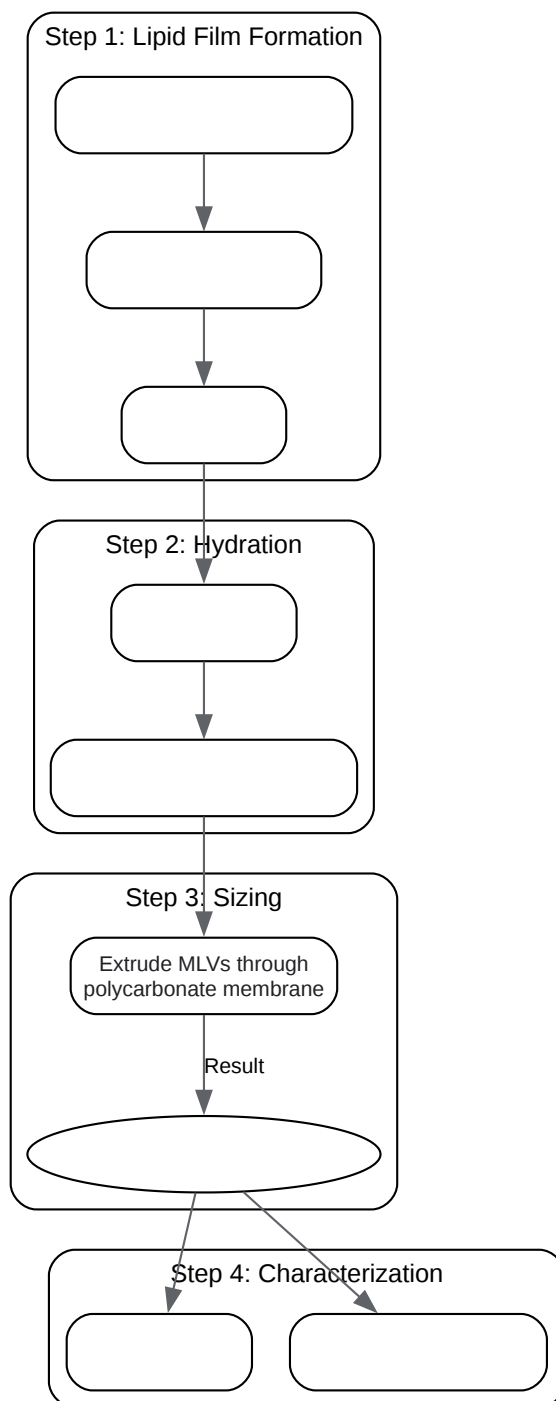 Step 1: Lipid Film Formation
Step 2: Hydration
Step 3: Sizing
Extrude MLVs through
polycarbonate membrane
Result
Step 4: Characterization